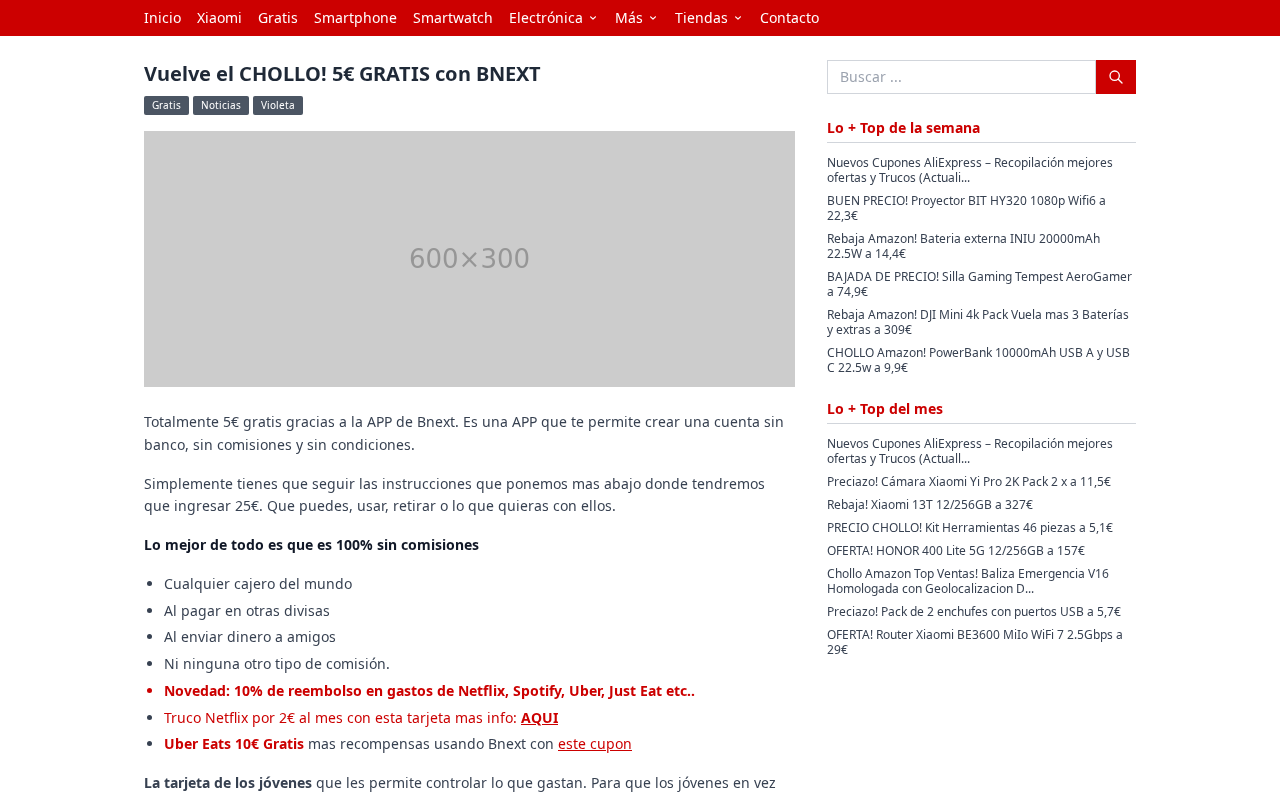 Inicio Xiaomi Gratis Smartphone Smartwatch Electrónica Más Tiendas Contacto
Vuelve el CHOLLO! 5€ GRATIS con BNEXT
Gratis Noticias Violeta
600×300
Totalmente 5€ gratis gracias a la APP de Bnext. Es una APP que te permite crear una cuenta sin
banco, sin comisiones y sin condiciones.
Simplemente tienes que seguir las instrucciones que ponemos mas abajo donde tendremos
que ingresar 25€. Que puedes, usar, retirar o lo que quieras con ellos.
Lo mejor de todo es que es 100% sin comisiones
Cualquier cajero del mundo
Al pagar en otras divisas
Al enviar dinero a amigos
Ni ninguna otro tipo de comisión.
Novedad: 10% de reembolso en gastos de Netflix, Spotify, Uber, Just Eat etc..
Truco Netflix por 2€ al mes con esta tarjeta mas info: AQUI
Uber Eats 10€ Gratis mas recompensas usando Bnext con este cupon
La tarjeta de los jóvenes que les permite controlar lo que gastan. Para que los jóvenes en vez
Buscar ...
Lo + Top de la semana
Nuevos Cupones AliExpress – Recopilación mejores
ofertas y Trucos (Actuali...
BUEN PRECIO! Proyector BIT HY320 1080p Wifi6 a
22,3€
Rebaja Amazon! Bateria externa INIU 20000mAh
22.5W a 14,4€
BAJADA DE PRECIO! Silla Gaming Tempest AeroGamer
a 74,9€
Rebaja Amazon! DJI Mini 4k Pack Vuela mas 3 Baterías
y extras a 309€
CHOLLO Amazon! PowerBank 10000mAh USB A y USB
C 22.5w a 9,9€
Lo + Top del mes
Nuevos Cupones AliExpress – Recopilación mejores
ofertas y Trucos (Actuall...
Preciazo! Cámara Xiaomi Yi Pro 2K Pack 2 x a 11,5€
Rebaja! Xiaomi 13T 12/256GB a 327€
PRECIO CHOLLO! Kit Herramientas 46 piezas a 5,1€
OFERTA! HONOR 400 Lite 5G 12/256GB a 157€
Chollo Amazon Top Ventas! Baliza Emergencia V16
Homologada con Geolocalizacion D...
Preciazo! Pack de 2 enchufes con puertos USB a 5,7€
OFERTA! Router Xiaomi BE3600 MiIo WiFi 7 2.5Gbps a
29€